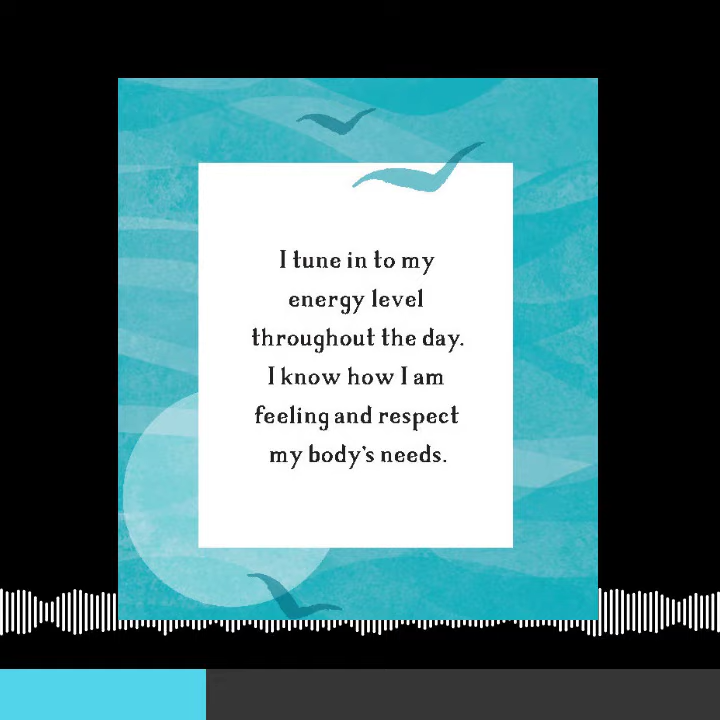 I tune in to my
energy level
throughout the day.
I know how I am
feeling and respect
my body's needs.